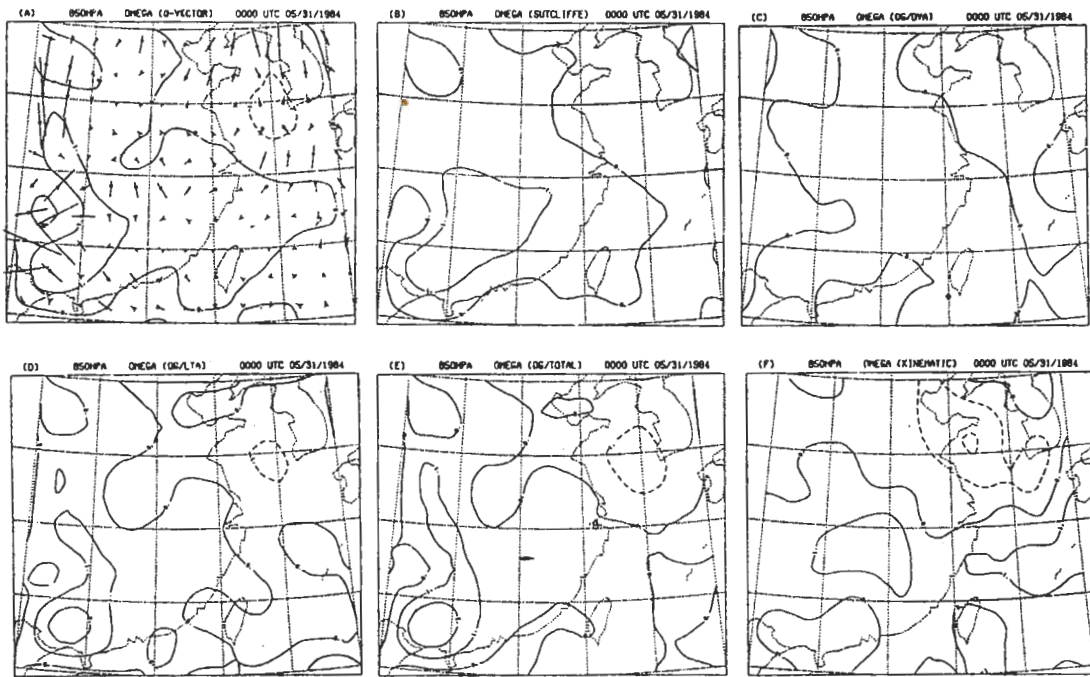 (A) 850HPA OMEGA (Q-VECTOR) 0000 UTC 05/31/1984
(B) 850HPA OMEGA (SUTCLIFFE) 0000 UTC 05/31/1984
(C) 850HPA OMEGA (QG/DVA) 0000 UTC 05/31/1984
(D) 850HPA OMEGA (QG/LTA) 0000 UTC 05/31/1984
(E) 850HPA OMEGA (QG/TOTAL) 0000 UTC 05/31/1984
(F) 850HPA OMEGA (KINEMATIC) 0000 UTC 05/31/1984